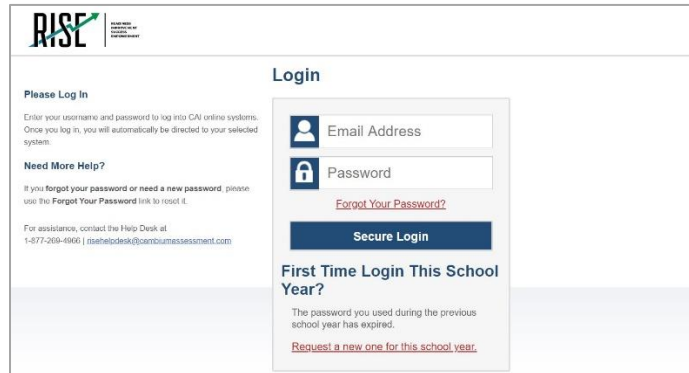 RISE
Login
Please Log In
Enter your username and password to log into CAI online systems.
Once you log in, you will automatically be directed to your selected
system.
Need More Help?
If you forgot your password or need a new password, please
use the Forgot Your Password link to reset it.
For assistance, contact the Help Desk at
1-877-269-4966 | risehelpdesk@cambiumassessment.com
Email Address
Password
Forgot Your Password?
Secure Login
First Time Login This School
Year?
The password you used during the previous
school year has expired.
Request a new one for this school year.